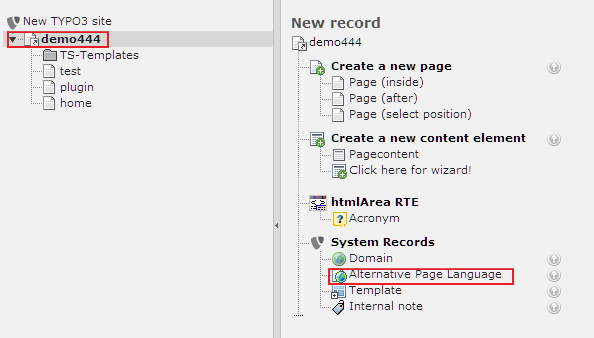 New TYPO3 site
demo444
TS-Templates
test
plugin
home
New record
demo444
Create a new page
Page (inside)
Page (after)
Page (select position)
Create a new content element
Pagecontent
Click here for wizard!
htmlArea RTE
Acronym
System Records
Domain
Alternative Page Language
Template
Internal note